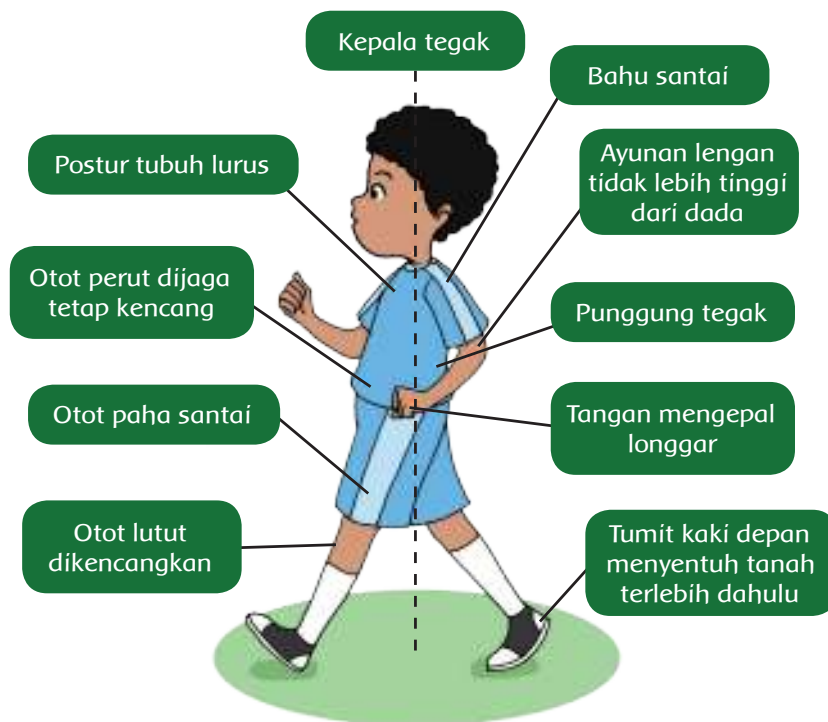 Kepala tegak
Bahu santai
Postur tubuh lurus
Ayunan lengan
tidak lebih tinggi
dari dada
Otot perut dijaga
tetap kencang
Punggung tegak
Otot paha santai
Tangan mengepal
longgar
Otot lutut
dikencangkan
Tumit kaki depan
menyentuh tanah
terlebih dahulu